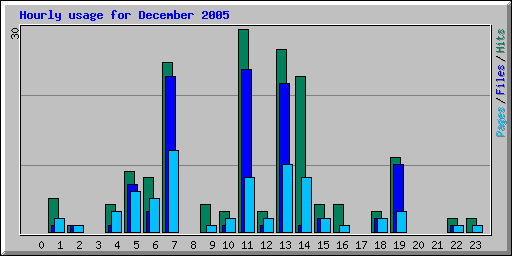 Hourly usage for December 2005
30
Pages / Files / Hits
0 1 2 3 4 5 6 7 8 9 10 11 12 13 14 15 16 17 18 19 20 21 22 23